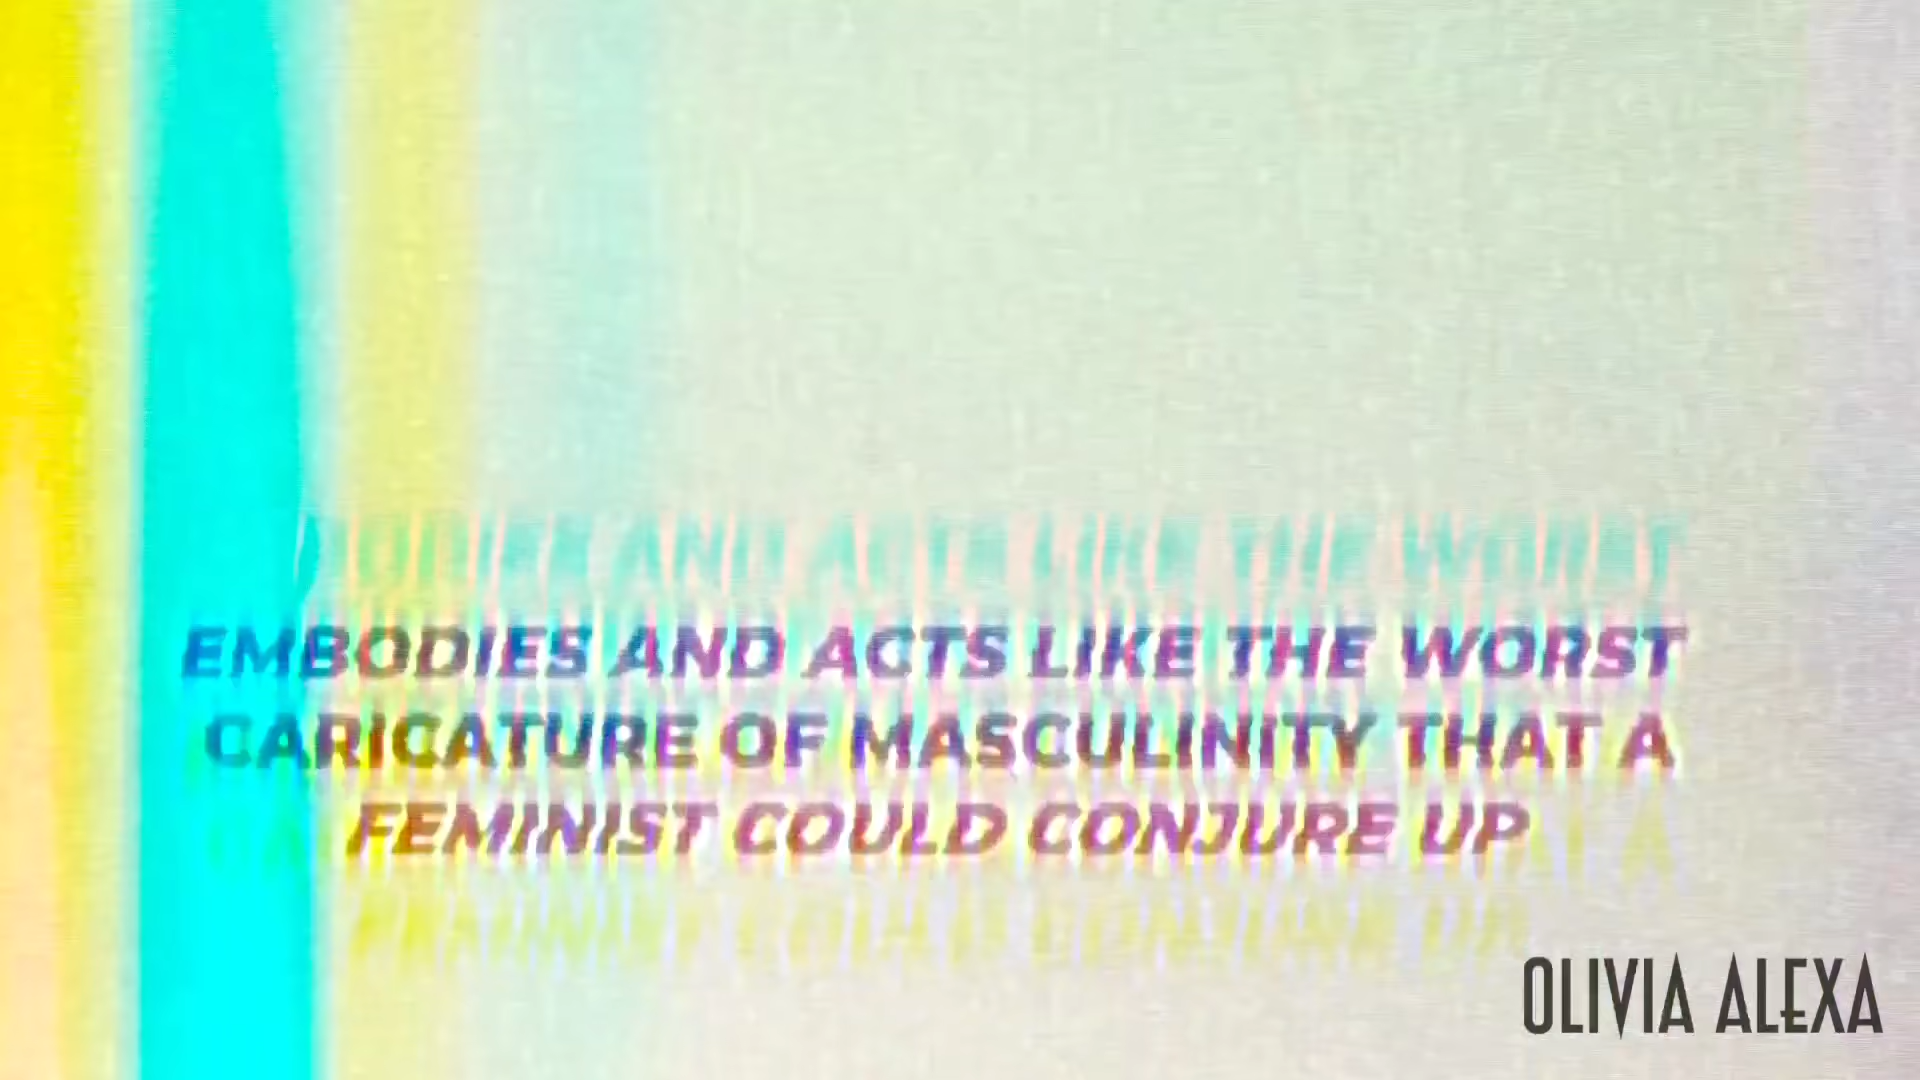 EMBODIES AND ACTS LIKE THE WORST
CARICATURE OF MASCULINITY THAT A
FEMINIST COULD CONJURE UP
OLIVIA ALEXA